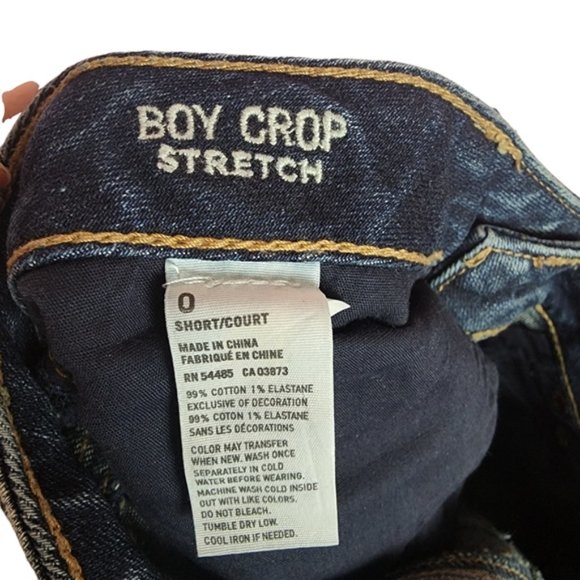 BOY CROP
STRETCH
0
SHORT/COURT
MADE IN CHINA
FABRIQUÉ EN CHINE
RN 54485 CA 03873
99% COTTON 1% ELASTANE
EXCLUSIVE OF DECORATION
99% COTON 1% ELASTANE
SANS LES DÉCORATIONS
COLOR MAY TRANSFER
WHEN NEW. WASH ONCE
SEPARATELY IN COLD
WATER BEFORE WEARING.
MACHINE WASH COLD INSIDE
OUT WITH LIKE COLORS.
DO NOT BLEACH.
TUMBLE DRY LOW.
COOL IRON IF NEEDED.